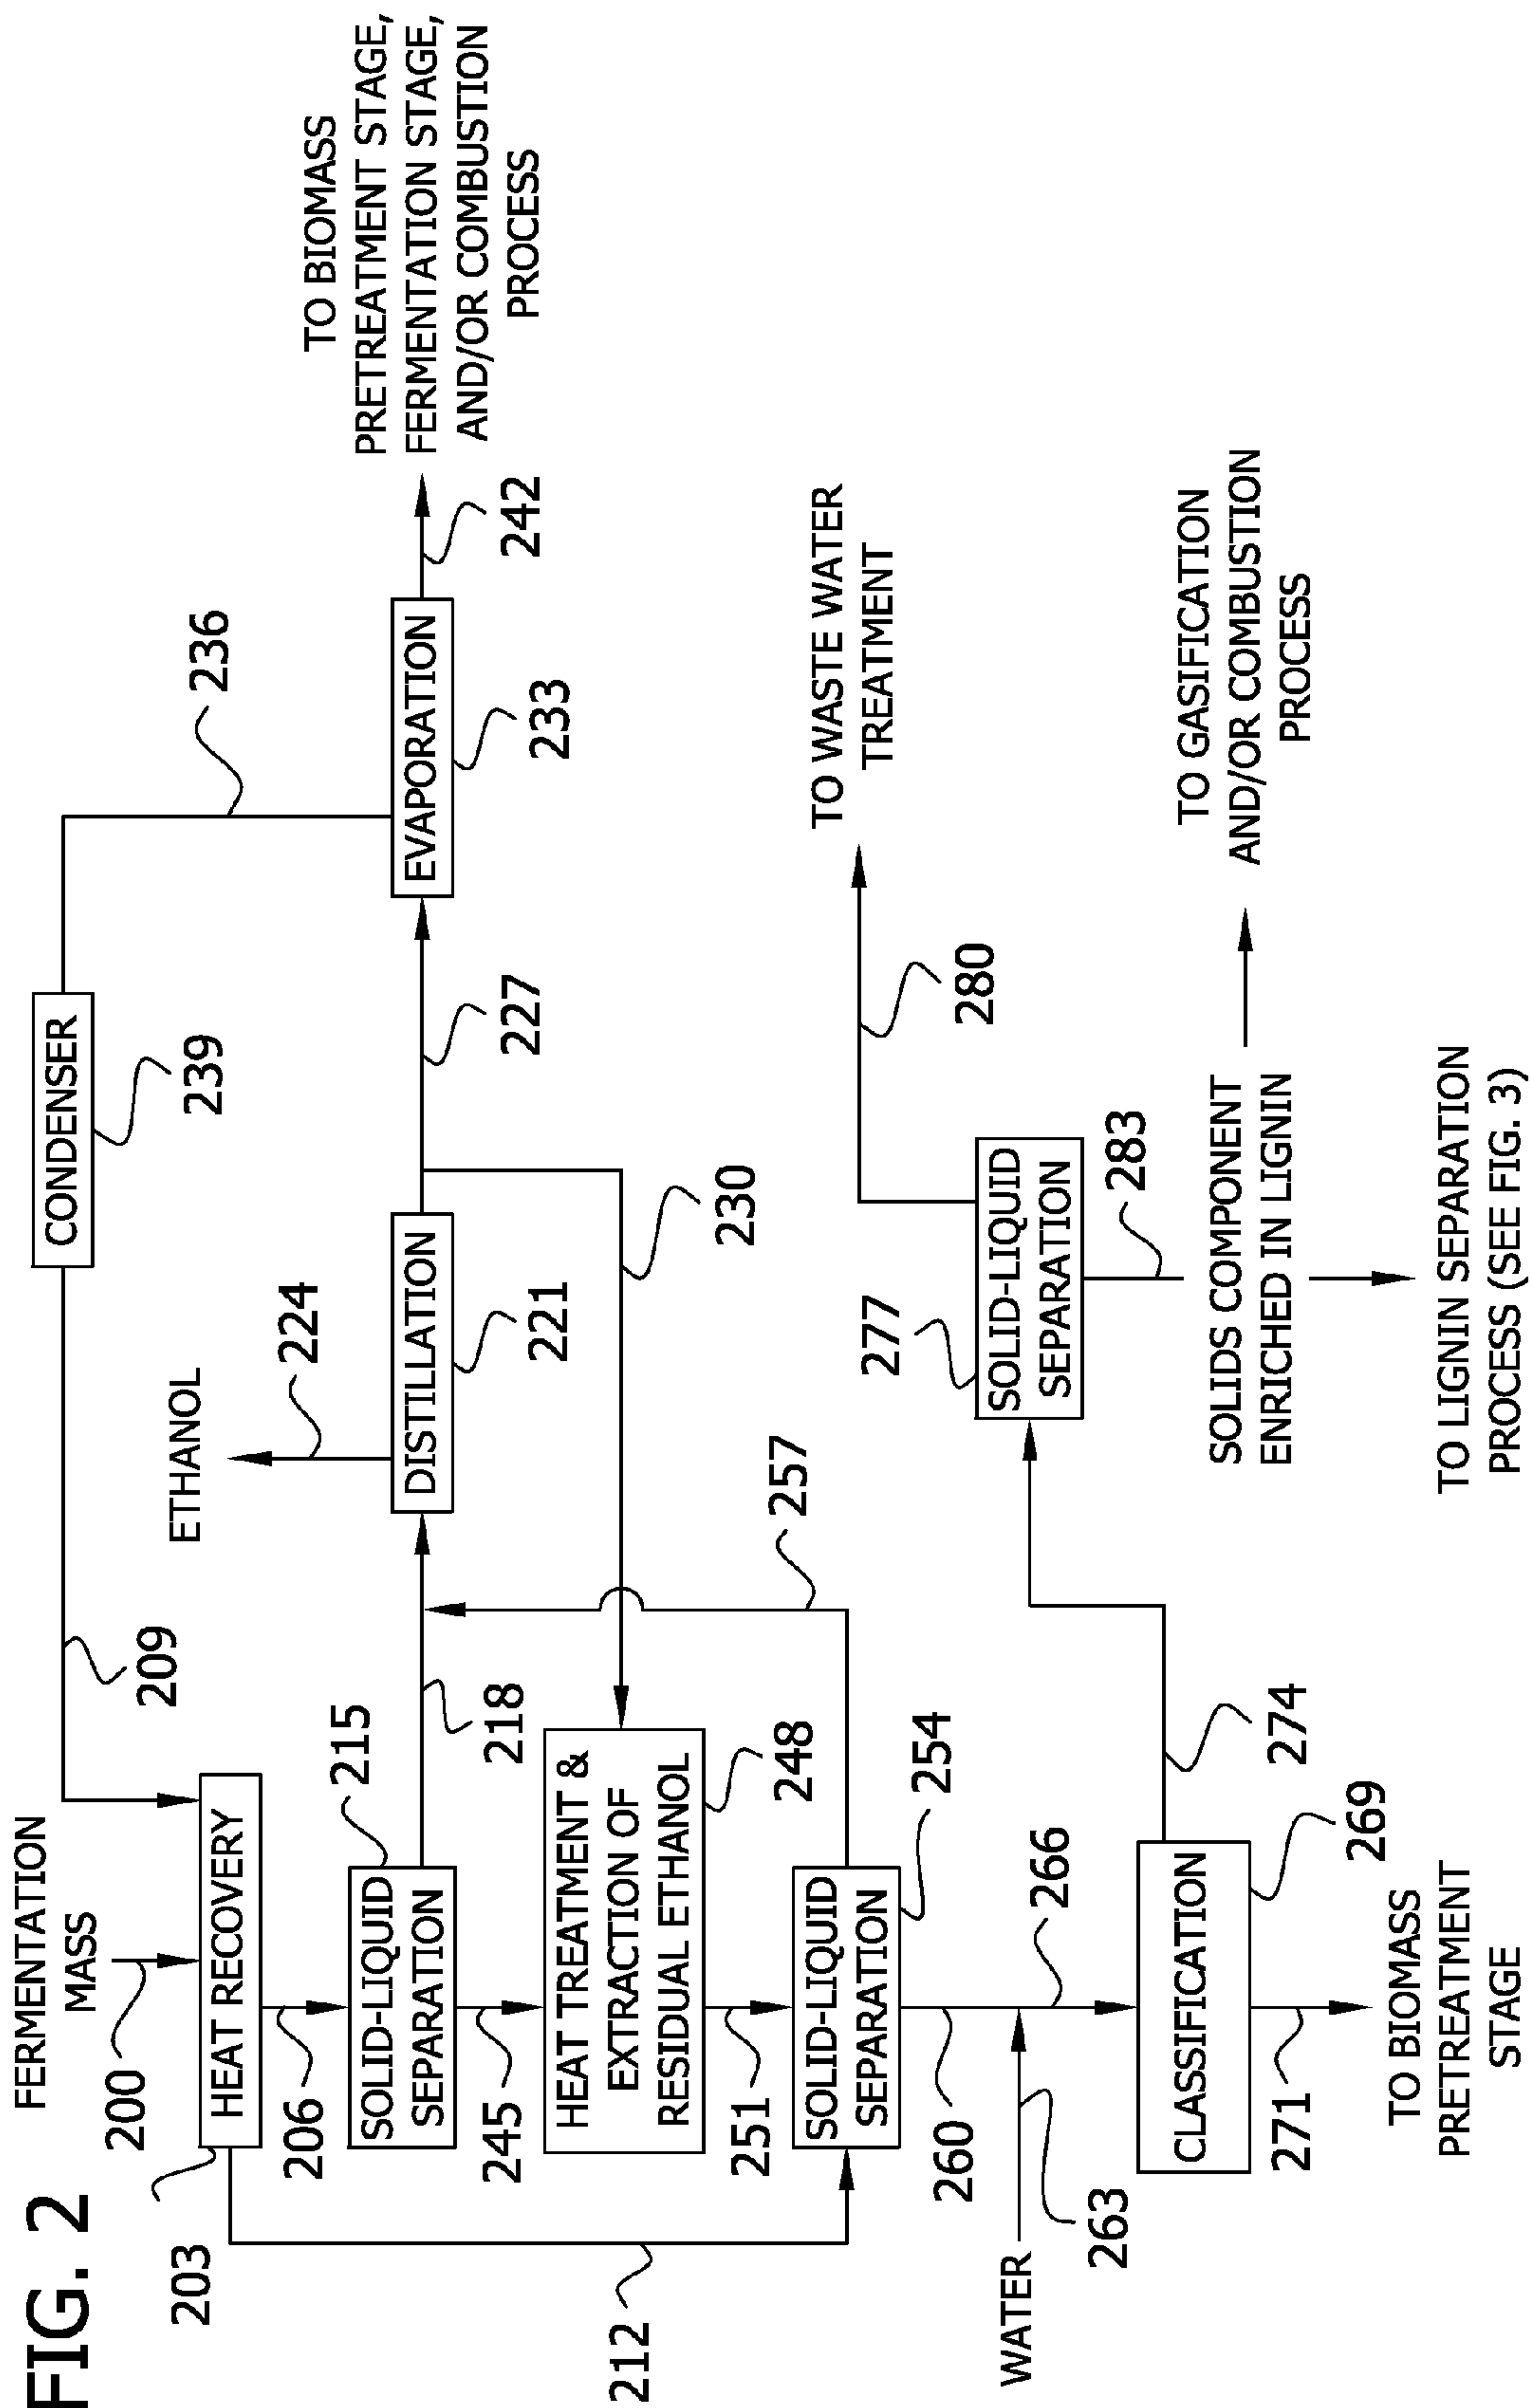 FIG. 2
FERMENTATION
MASS
200
203
HEAT RECOVERY
209
CONDENSER
239
236
206
212
SOLID-LIQUID
SEPARATION
215
218
ETHANOL
224
DISTILLATION
221
227
230
EVAPORATION
233
242
TO BIOMASS
PRETREATMENT STAGE,
FERMENTATION STAGE,
AND/OR COMBUSTION
PROCESS
245
HEAT TREATMENT &
EXTRACTION OF
RESIDUAL ETHANOL
248
251
SOLID-LIQUID
SEPARATION
254
257
260
WATER
263
266
CLASSIFICATION
269
271
TO BIOMASS
PRETREATMENT
STAGE
274
277
SOLID-LIQUID
SEPARATION
280
TO WASTE WATER
TREATMENT
283
SOLIDS COMPONENT
ENRICHED IN LIGNIN
TO GASIFICATION
AND/OR COMBUSTION
PROCESS
TO LIGNIN SEPARATION
PROCESS (SEE FIG. 3)